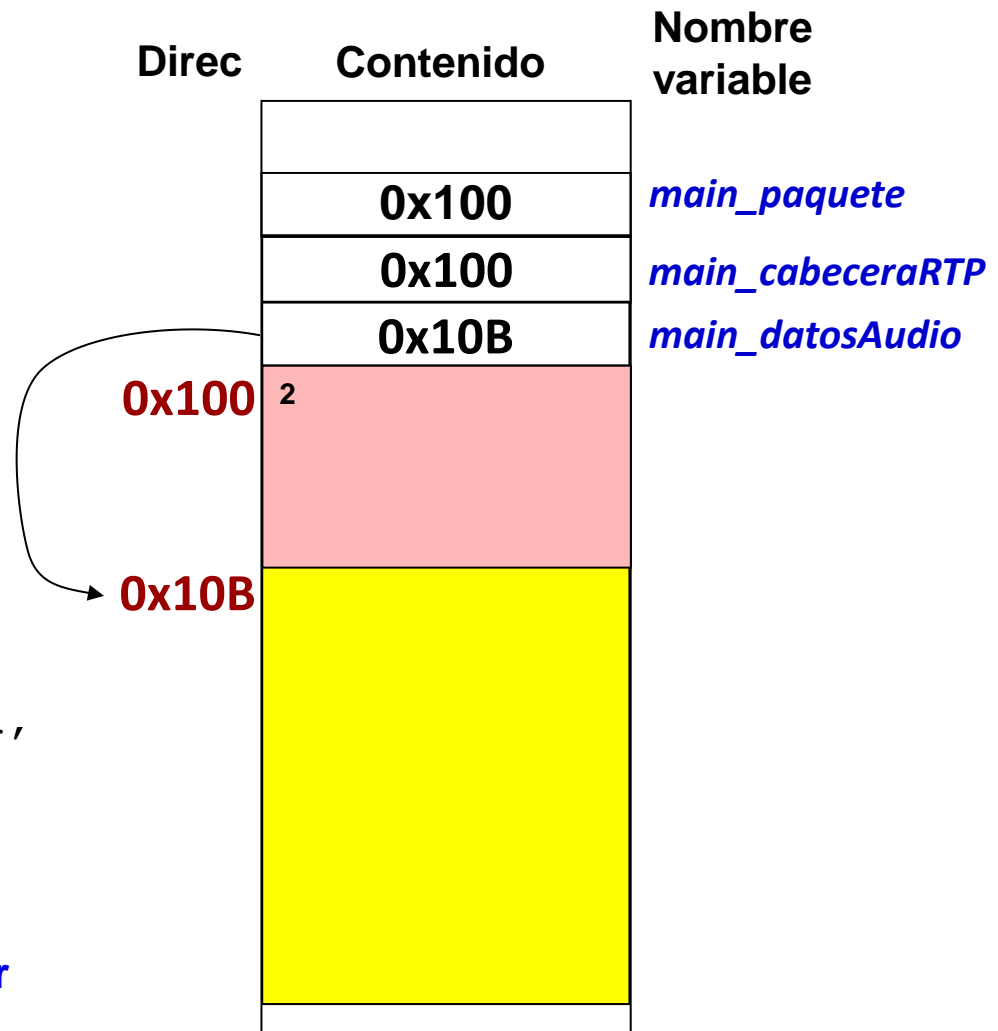 Direc Contenido Nombre
variable
0x100 main_paquete
0x100 main_cabeceraRTP
0x10B main_datosAudio
0x100 2
0x10B
,
r